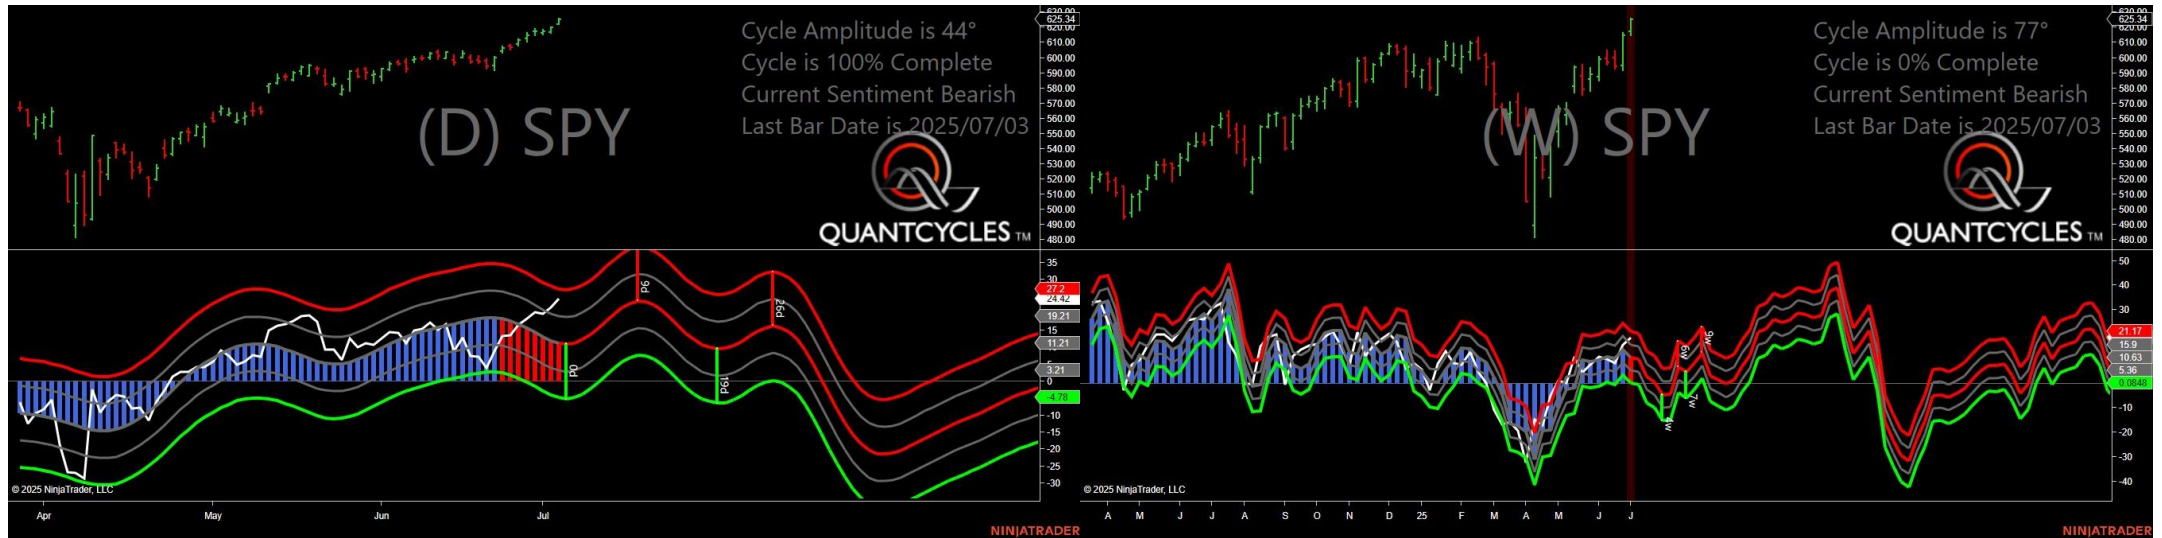 Cycle Amplitude is 44°
Cycle is 100% Complete
Current Sentiment Bearish
Last Bar Date is 2025/07/03
(D) SPY
QUANTCYCLES TM
625.34
610.00
600.00
590.00
580.00
570.00
560.00
550.00
540.00
530.00
520.00
510.00
500.00
490.00
480.00
35
30
27.2
24.42
19.21
15
11.21
3.21
0
-4.78
-10
-15
-20
-25
-30
9d
26d
0d
19d
© 2025 NinjaTrader, LLC
Apr May Jun Jul
NINJATRADER
Cycle Amplitude is 77°
Cycle is 0% Complete
Current Sentiment Bearish
Last Bar Date is 2025/07/03
(W) SPY
QUANTCYCLES TM
625.34
610.00
600.00
590.00
580.00
570.00
560.00
550.00
540.00
530.00
520.00
510.00
500.00
490.00
480.00
50
40
30
21.17
15.9
10.63
5.36
0.0848
-10
-20
-30
-40
9w
6w
7w
4w
© 2025 NinjaTrader, LLC
A M J J A S O N D 25 F M A M J J
NINJATRADER